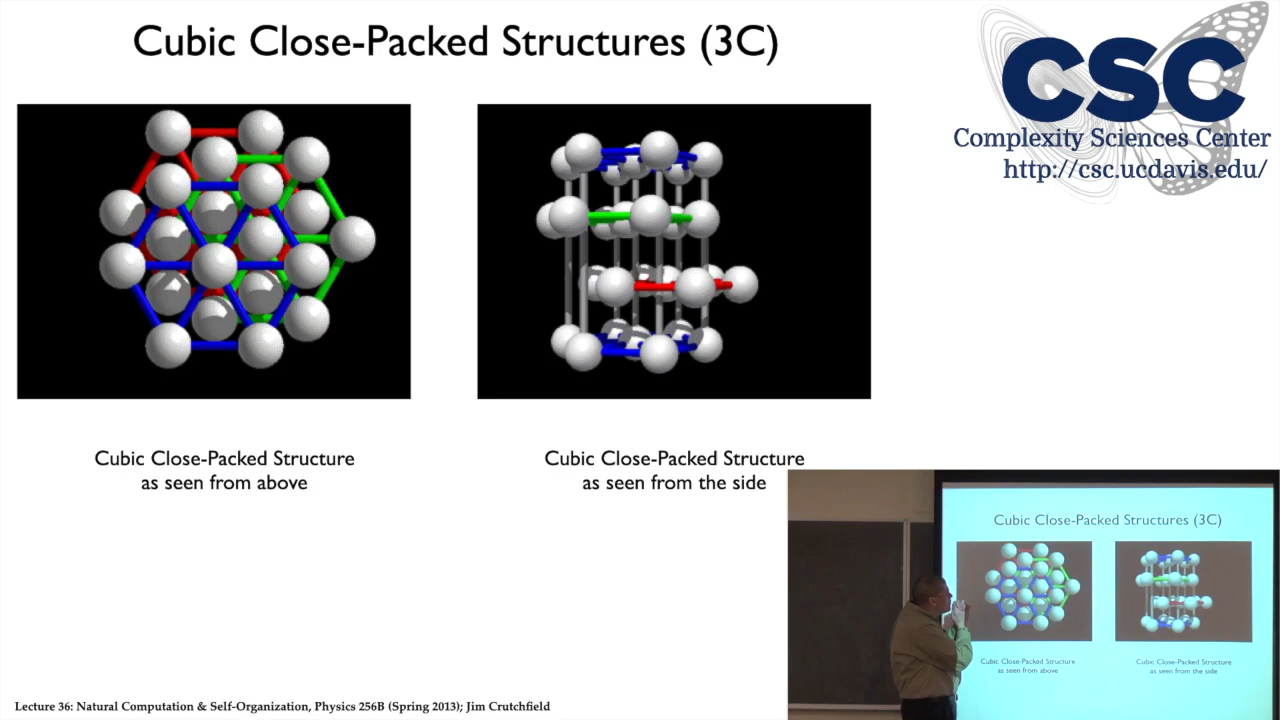 Cubic Close-Packed Structures (3C)
CSC
Complexity Sciences Center
http://csc.ucdavis.edu/
Cubic Close-Packed Structure
as seen from above
Cubic Close-Packed Structure
as seen from the side
Cubic Close-Packed Structures (3C)
Cubic Close-Packed Structure
as seen from above
Cubic Close-Packed Structure
as seen from the side
Lecture 36: Natural Computation & Self-Organization, Physics 256B (Spring 2013); Jim Crutchfield